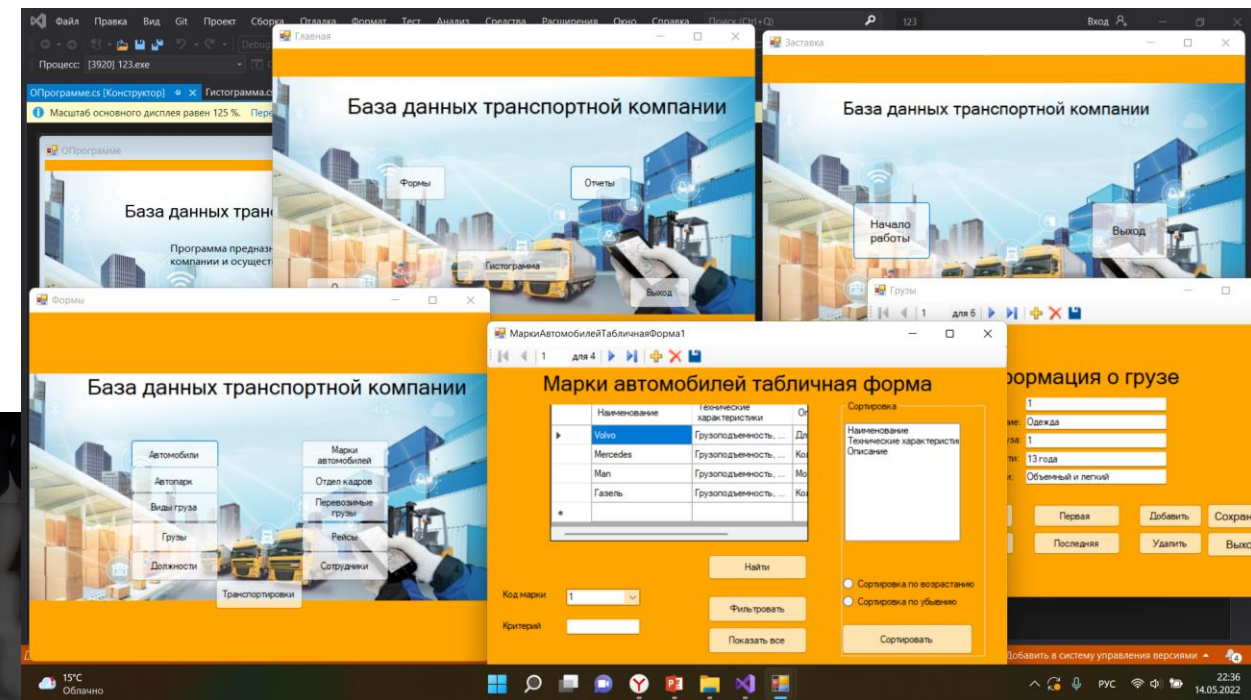 Файл Правка Вид Git Проект Сборка Отладка Формат Тест Анализ Средства Расширения Окно Справка Поиск (Ctrl+Q) 123 Вход
Debug
Процесс: [3920] 123.exe
ОПрограмме.cs [Конструктор] Гистограмма.cs
Масштаб основного дисплея равен 125 %.
ОПрограмме
База данных
Программа
компании и
Главная
База данных транспортной компании
Формы Отчеты
Гистограмма
Выход
Заставка
База данных транспортной компании
Начало
работы
Выход
Формы
База данных транспортной компании
Автомобили
Марки
автомобилей
Автопарк Отдел кадров
Виды груза
Перевозимые
грузы
Грузы Рейсы
Должности Сотрудники
Транспортировки
МаркиАвтомобилейТабличнаяФорма1
1 для 4
Марки автомобилей табличная форма
Наименование
Технические
характеристики
Volvo Грузоподъемность, ...
Mercedes Грузоподъемность, ...
Man Грузоподъемность, ...
Газель Грузоподъемность, ...
Сортировка
Наименование
Технические характеристи
Описание
Найти
Код марки 1
Фильтровать
Критерий
Показать все
Сортировка по возрастанию
Сортировка по убывнию
Сортировать
Грузы
1 для 6
о грузе
1
Одежда
1
13 года
Объемный и легкий
Первая Добавить
Последняя Удалить
Добавить в систему управления версиями
15°C
Облачно
РУС
22:36
14.05.2022